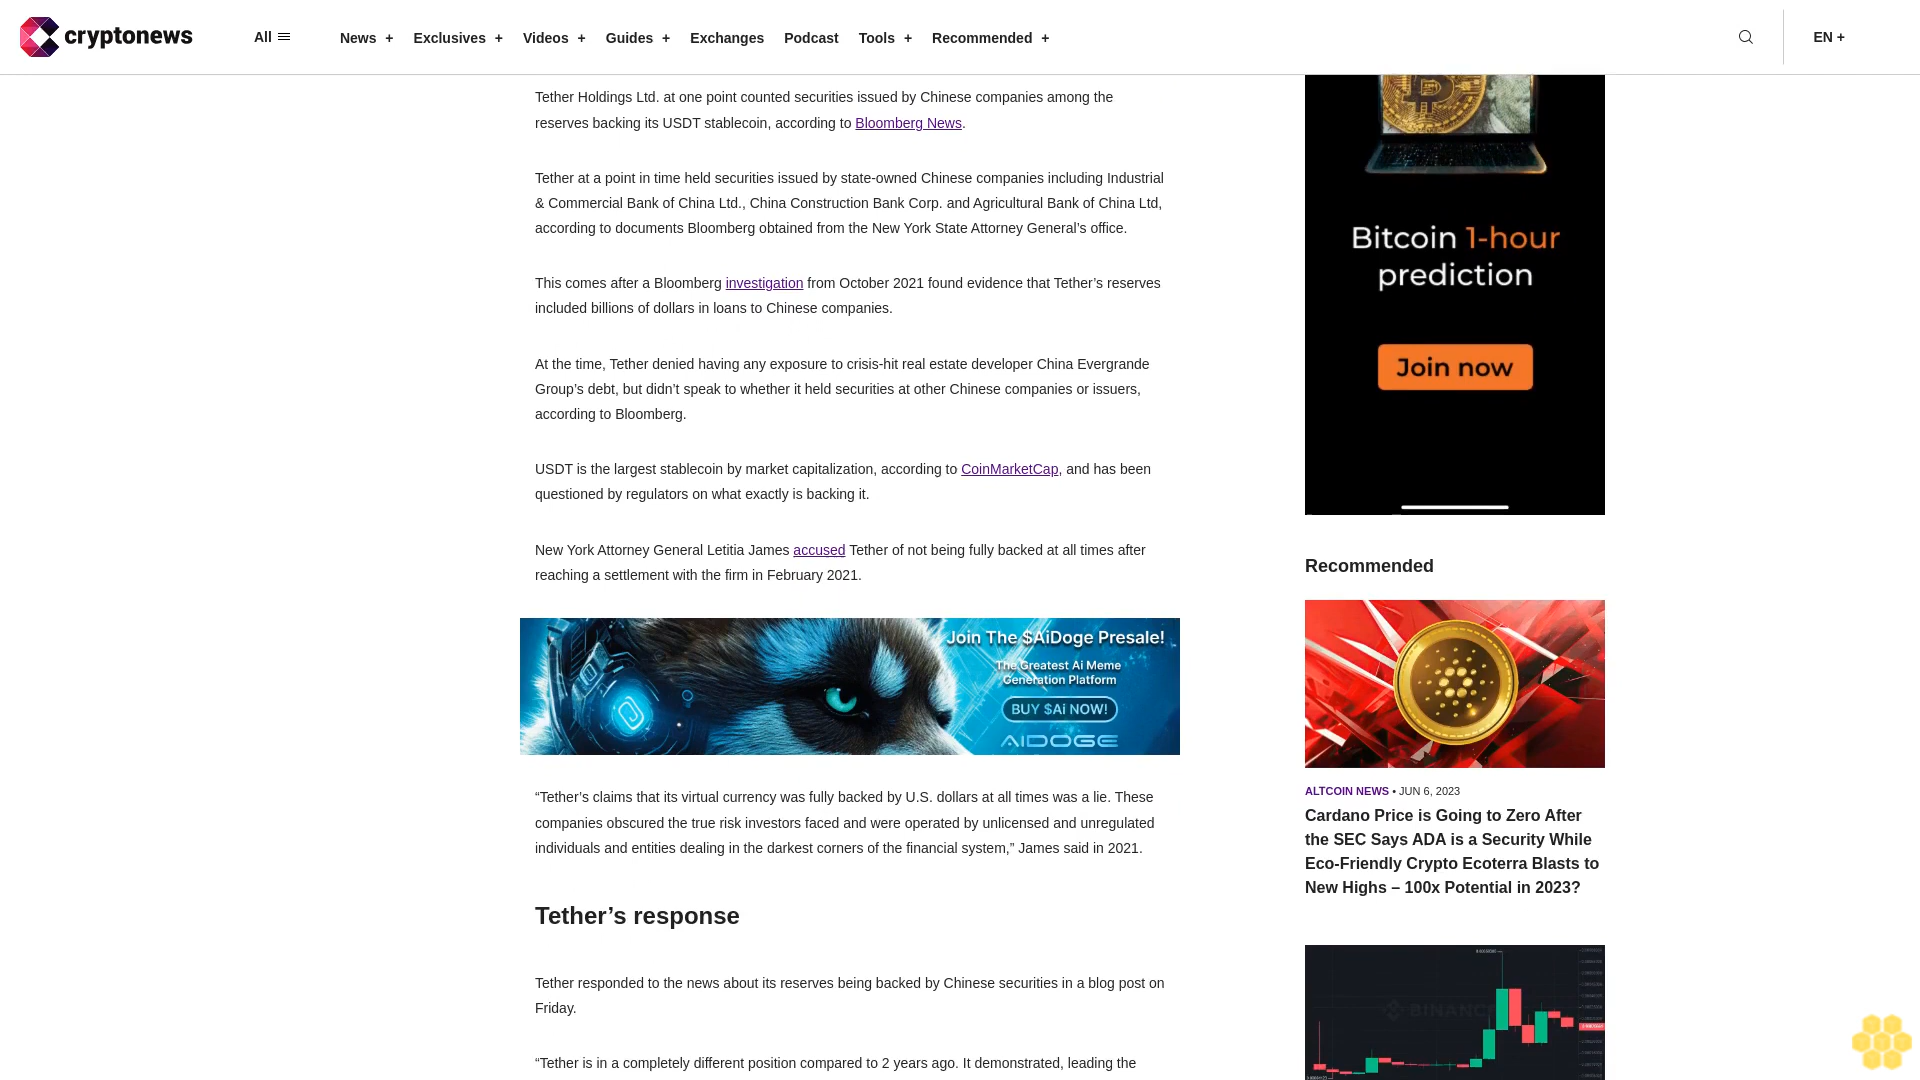 cryptonews
All
News +
Exclusives +
Videos +
Guides +
Exchanges
Podcast
Tools +
Recommended +
EN +
Tether Holdings Ltd. at one point counted securities issued by Chinese companies among the
reserves backing its USDT stablecoin, according to Bloomberg News.
Tether at a point in time held securities issued by state-owned Chinese companies including Industrial
& Commercial Bank of China Ltd., China Construction Bank Corp. and Agricultural Bank of China Ltd,
according to documents Bloomberg obtained from the New York State Attorney General’s office.
This comes after a Bloomberg investigation from October 2021 found evidence that Tether’s reserves
included billions of dollars in loans to Chinese companies.
At the time, Tether denied having any exposure to crisis-hit real estate developer China Evergrande
Group’s debt, but didn’t speak to whether it held securities at other Chinese companies or issuers,
according to Bloomberg.
USDT is the largest stablecoin by market capitalization, according to CoinMarketCap, and has been
questioned by regulators on what exactly is backing it.
New York Attorney General Letitia James accused Tether of not being fully backed at all times after
reaching a settlement with the firm in February 2021.
Join The $AiDoge Presale!
The Greatest Ai Meme
Generation Platform
BUY $Ai NOW!
AIDOGE
“Tether’s claims that its virtual currency was fully backed by U.S. dollars at all times was a lie. These
companies obscured the true risk investors faced and were operated by unlicensed and unregulated
individuals and entities dealing in the darkest corners of the financial system,” James said in 2021.
Tether’s response
Tether responded to the news about its reserves being backed by Chinese securities in a blog post on
Friday.
“Tether is in a completely different position compared to 2 years ago. It demonstrated, leading the
Bitcoin 1-hour
prediction
Join now
Recommended
ALTCOIN NEWS • JUN 6, 2023
Cardano Price is Going to Zero After
the SEC Says ADA is a Security While
Eco-Friendly Crypto Ecoterra Blasts to
New Highs – 100x Potential in 2023?
BINANCE